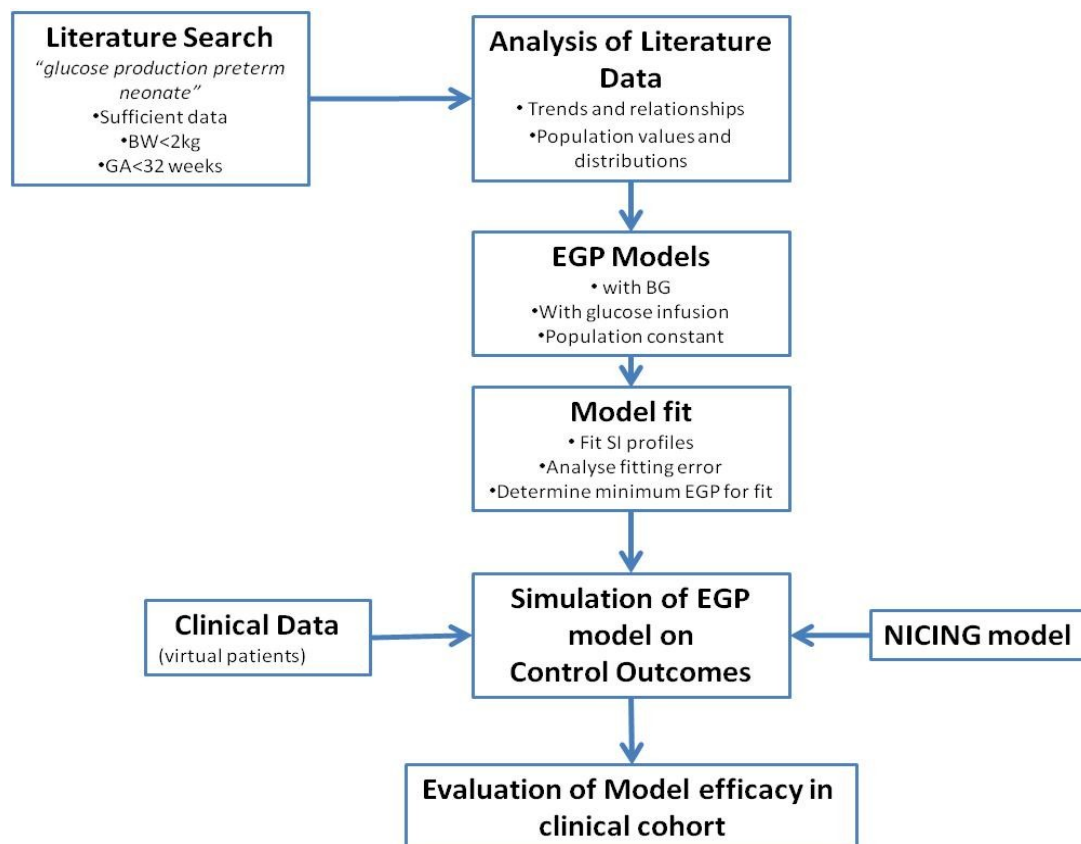 Literature Search
“glucose production preterm
neonate”
•Sufficient data
•BW<2kg
•GA<32 weeks
Analysis of Literature
Data
• Trends and relationships
• Population values and
distributions
EGP Models
• with BG
•With glucose infusion
•Population constant
Model fit
• Fit SI profiles
•Analyse fitting error
•Determine minimum EGP for fit
Clinical Data
(virtual patients)
Simulation of EGP
model on
Control Outcomes
NICING model
Evaluation of Model efficacy in
clinical cohort